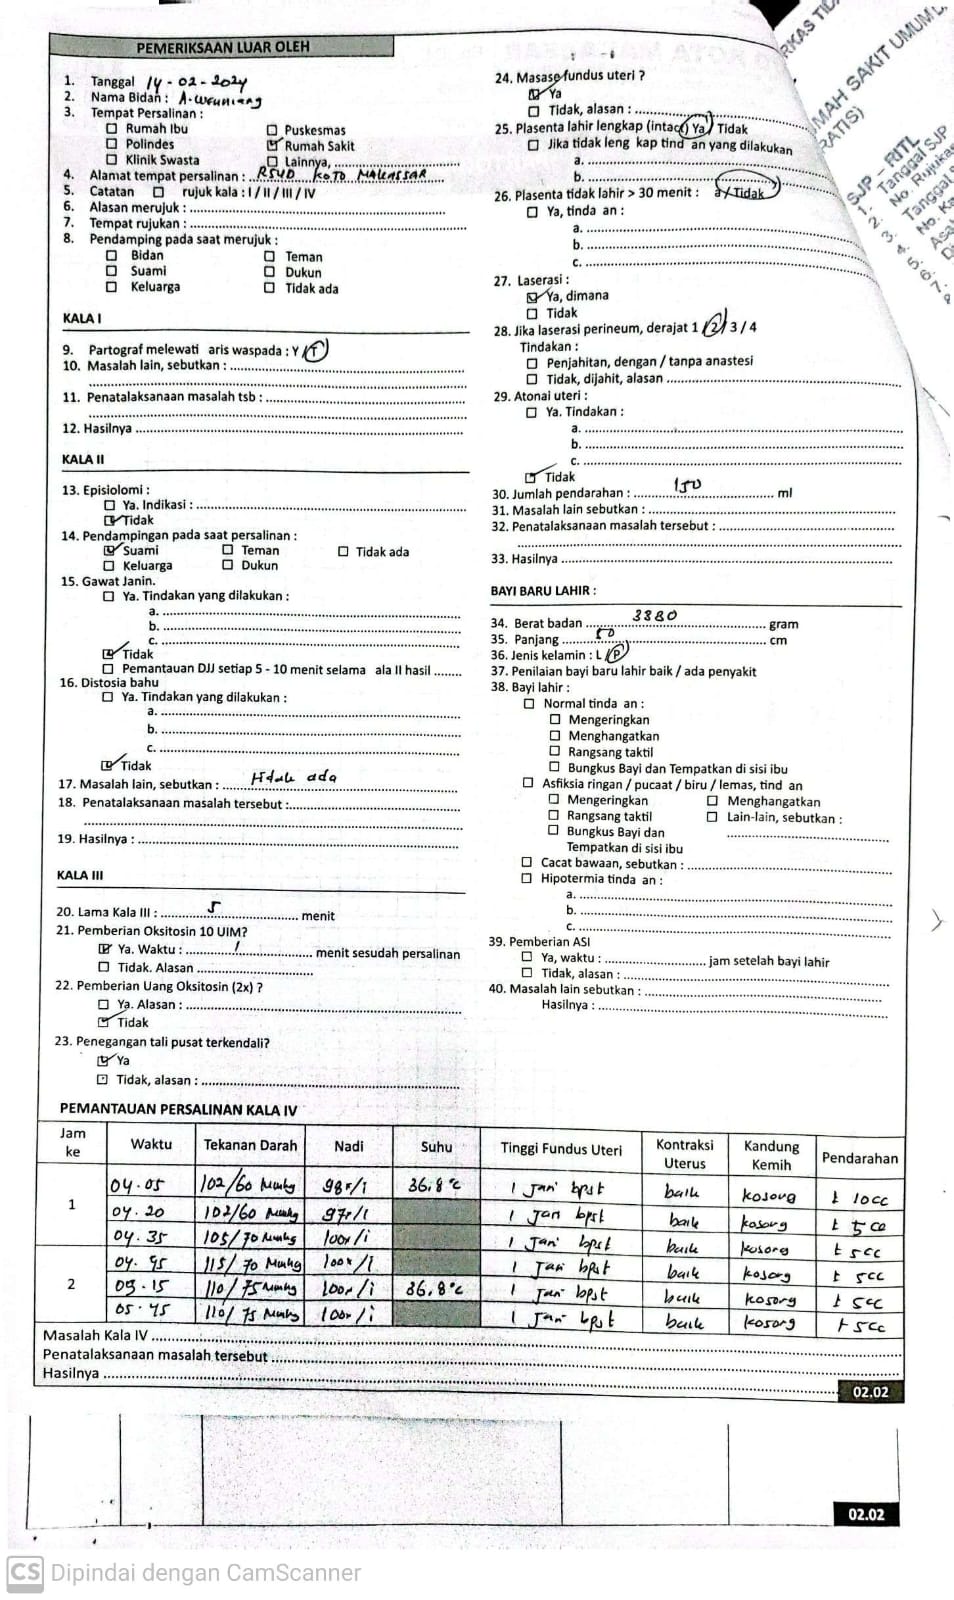 PEMERIKSAAN LUAR OLEH
1. Tanggal 14 - 02 - 2024
2. Nama Bidan :
3. Tempat Persalinan :
Rumah Ibu
Puskesmas
Polindes
Rumah Sakit
Klinik Swasta
Lainnya,
4. Alamat tempat persalinan : RSUD KOTA MAKASSAR
5. Catatan rujuk kala : I / II / III / IV
6. Alasan merujuk :
7. Tempat rujukan :
8. Pendamping pada saat merujuk :
Bidan
Teman
Suami
Dukun
Keluarga
Tidak ada
KALA I
9. Partograf melewati aris waspada : Y / T
10. Masalah lain, sebutkan :
11. Penatalaksanaan masalah tsb :
12. Hasilnya
KALA II
13. Episiolomi :
Ya. Indikasi :
Tidak
14. Pendampingan pada saat persalinan :
Suami
Teman
Tidak ada
Keluarga
Dukun
15. Gawat Janin.
Ya. Tindakan yang dilakukan :
a.
b.
c.
Tidak
Pemantauan DJJ setiap 5 - 10 menit selama ala II hasil
16. Distosia bahu
Ya. Tindakan yang dilakukan :
a.
b.
c.
Tidak
17. Masalah lain, sebutkan : tidak ada
18. Penatalaksanaan masalah tersebut :
19. Hasilnya :
KALA III
20. Lama Kala III : 5 menit
21. Pemberian Oksitosin 10 UIM?
Ya. Waktu : 1 menit sesudah persalinan
Tidak. Alasan
22. Pemberian Uang Oksitosin (2x) ?
Ya. Alasan :
Tidak
23. Penegangan tali pusat terkendali?
Ya
Tidak, alasan :
24. Masase fundus uteri ?
Ya
Tidak, alasan :
25. Plasenta lahir lengkap (intact) Ya / Tidak
Jika tidak leng kap tind an yang dilakukan
a.
b.
26. Plasenta tidak lahir > 30 menit : a / Tidak
Ya, tinda an :
a.
b.
c.
27. Laserasi :
Ya, dimana
Tidak
28. Jika laserasi perineum, derajat 1 / 2 / 3 / 4
Tindakan :
Penjahitan, dengan / tanpa anastesi
Tidak, dijahit, alasan
29. Atonai uteri :
Ya. Tindakan :
a.
b.
c.
Tidak
30. Jumlah pendarahan : 150 ml
31. Masalah lain sebutkan :
32. Penatalaksanaan masalah tersebut :
33. Hasilnya
BAYI BARU LAHIR :
34. Berat badan 3880 gram
35. Panjang 50 cm
36. Jenis kelamin : L / P
37. Penilaian bayi baru lahir baik / ada penyakit
38. Bayi lahir :
Normal tinda an :
Mengeringkan
Menghangatkan
Rangsang taktil
Bungkus Bayi dan Tempatkan di sisi ibu
Asfiksia ringan / pucaat / biru / lemas, tind an
Mengeringkan
Menghangatkan
Rangsang taktil
Lain-lain, sebutkan :
Bungkus Bayi dan
Tempatkan di sisi ibu
Cacat bawaan, sebutkan :
Hipotermia tinda an :
a.
b.
c.
39. Pemberian ASI
Ya, waktu : jam setelah bayi lahir
Tidak, alasan :
40. Masalah lain sebutkan :
Hasilnya :
RKAS TID
MAH SAKIT UMUM D
RATIS)
SJP - RITL
1. Tanggal SJP
2. No. Rujuka
3. Tanggal
4. No. Ka
5. Asa
6. D
7.
PEMANTAUAN PERSALINAN KALA IV
Jam ke Waktu Tekanan Darah Nadi Suhu Tinggi Fundus Uteri Kontraksi Uterus Kandung Kemih Pendarahan
1 04.05 102/60 mmHg 98x/i 36,8°c 1 Jari bpst baik kosong ± 10cc
04.20 102/60 mmHg 97x/i 1 Jari bpst baik kosong ± 5cc
04.35 105/70 mmHg 100x/i 1 Jari bpst baik kosong ± 5cc
2 04.45 115/70 mmHg 100x/i 1 Jari bpst baik kosong ± 5cc
05.15 110/75 mmHg 100x/i 36,8°c 1 Jari bpst baik kosong ± 5cc
05.45 110/75 mmHg 100x/i 1 Jari bpst baik kosong ± 5cc
Masalah Kala IV
Penatalaksanaan masalah tersebut
Hasilnya
02.02
02.02
CS Dipindai dengan CamScanner